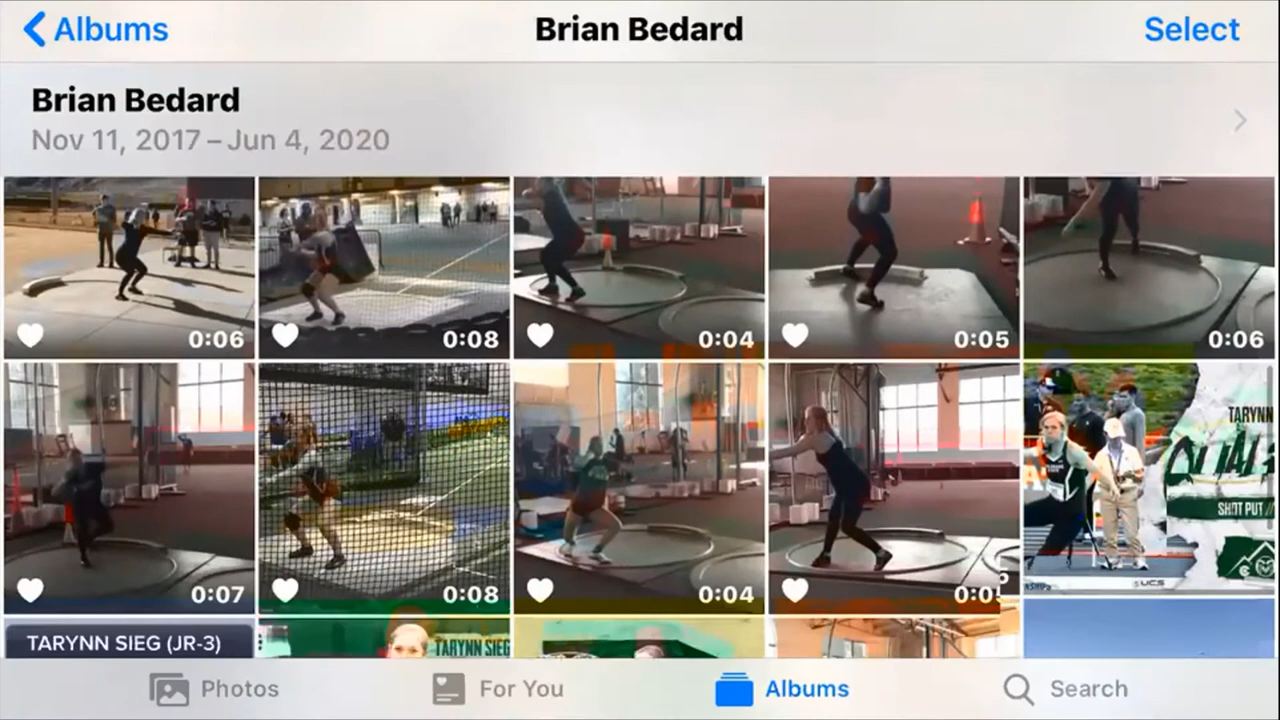 Albums
Brian Bedard
Select
Brian Bedard
Nov 11, 2017 – Jun 4, 2020
0:06
0:08
0:04
0:05
0:06
0:07
0:08
0:04
TARYNN
SHOT PUT
UCS
TARYNN SIEG (JR-3)
TARYNN SIEG
Photos
For You
Albums
Search